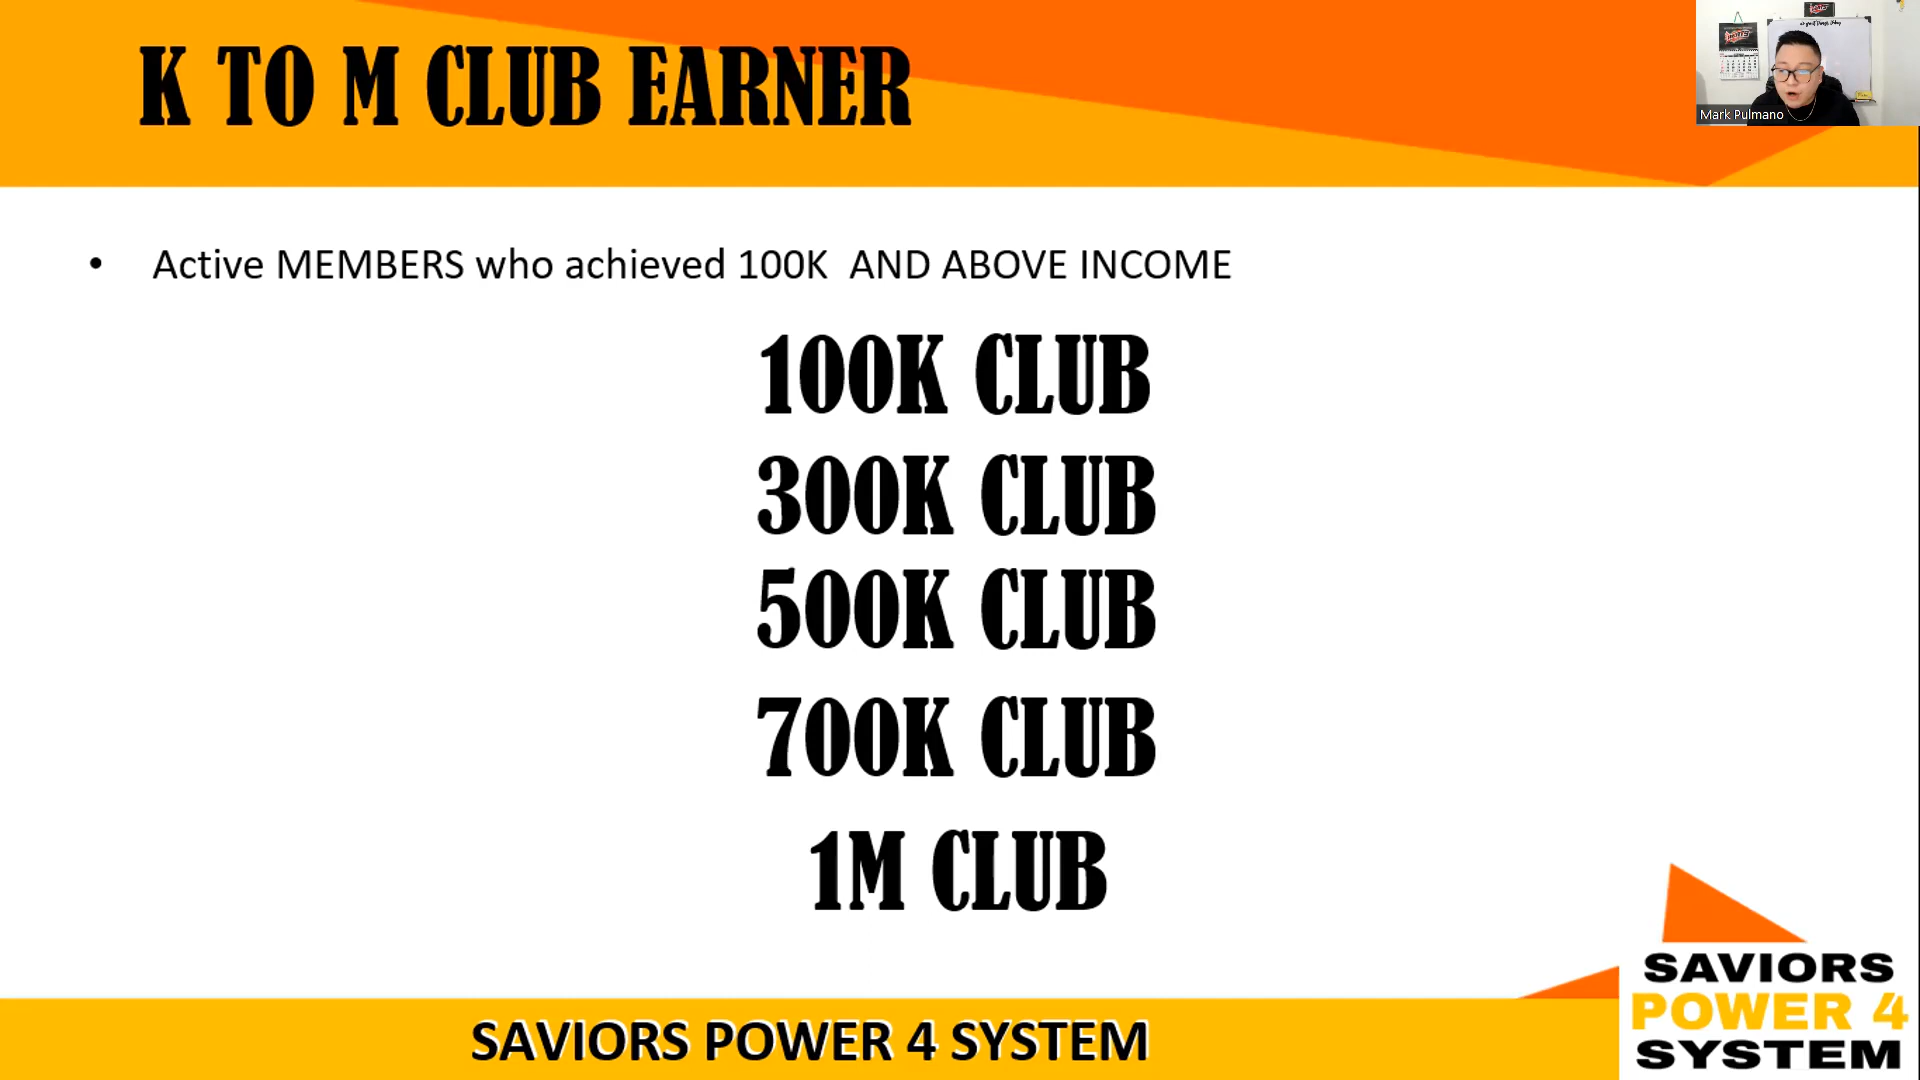 K TO M CLUB EARNER
Mark Pulmano
• Active MEMBERS who achieved 100K AND ABOVE INCOME
100K CLUB
300K CLUB
500K CLUB
700K CLUB
1M CLUB
SAVIORS POWER 4 SYSTEM
SAVIORS
POWER 4
SYSTEM